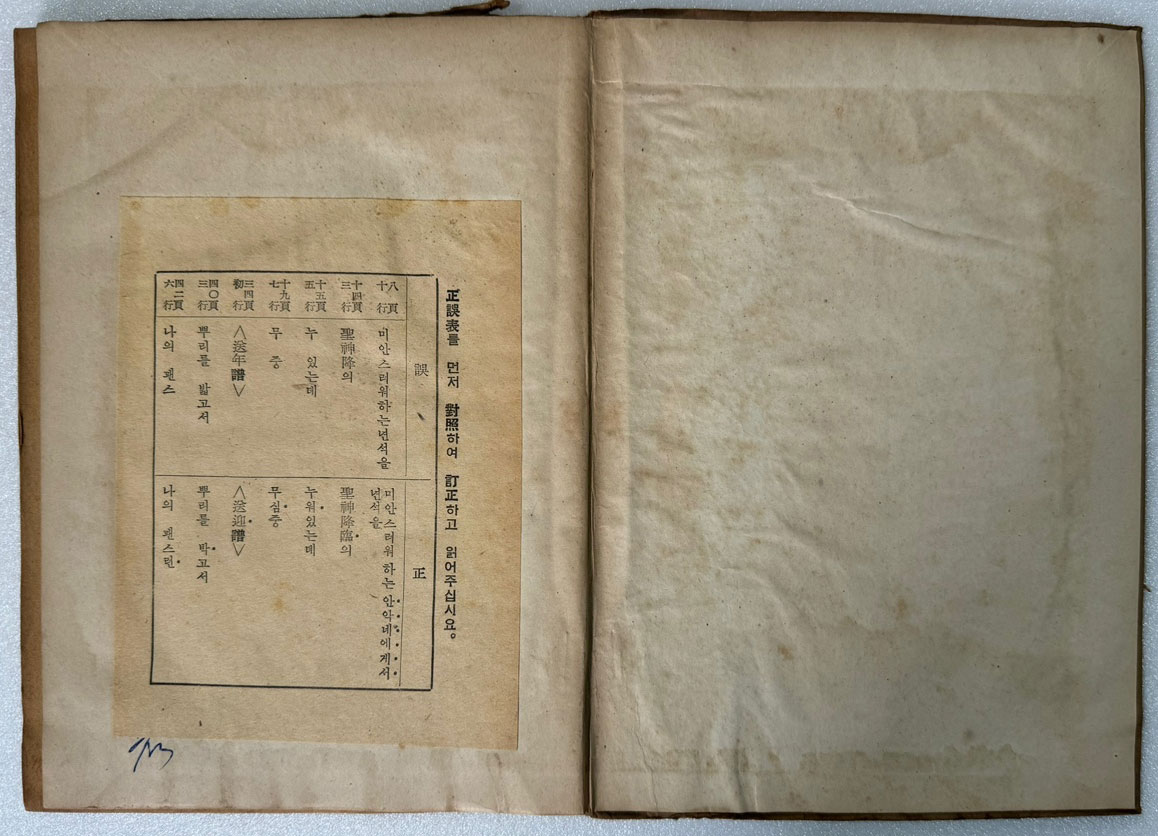 正誤表를 먼저 對照하여 訂正하고 읽어주십시요。
誤
正
八頁十行 미안스러워하는년석을 미안스러워하는 안악네에게서년석을
十四頁三行 聖神降의 聖神降臨의
十五頁五行 누 있는데 누워있는데
十九頁七行 무 중 무심중
三四頁初行 〈送年譜〉 〈送迎譜〉
四〇頁三行 뿌리를 밟고서 뿌리를 박고서
四二頁六行 나의 팬스 나의 팬스턴